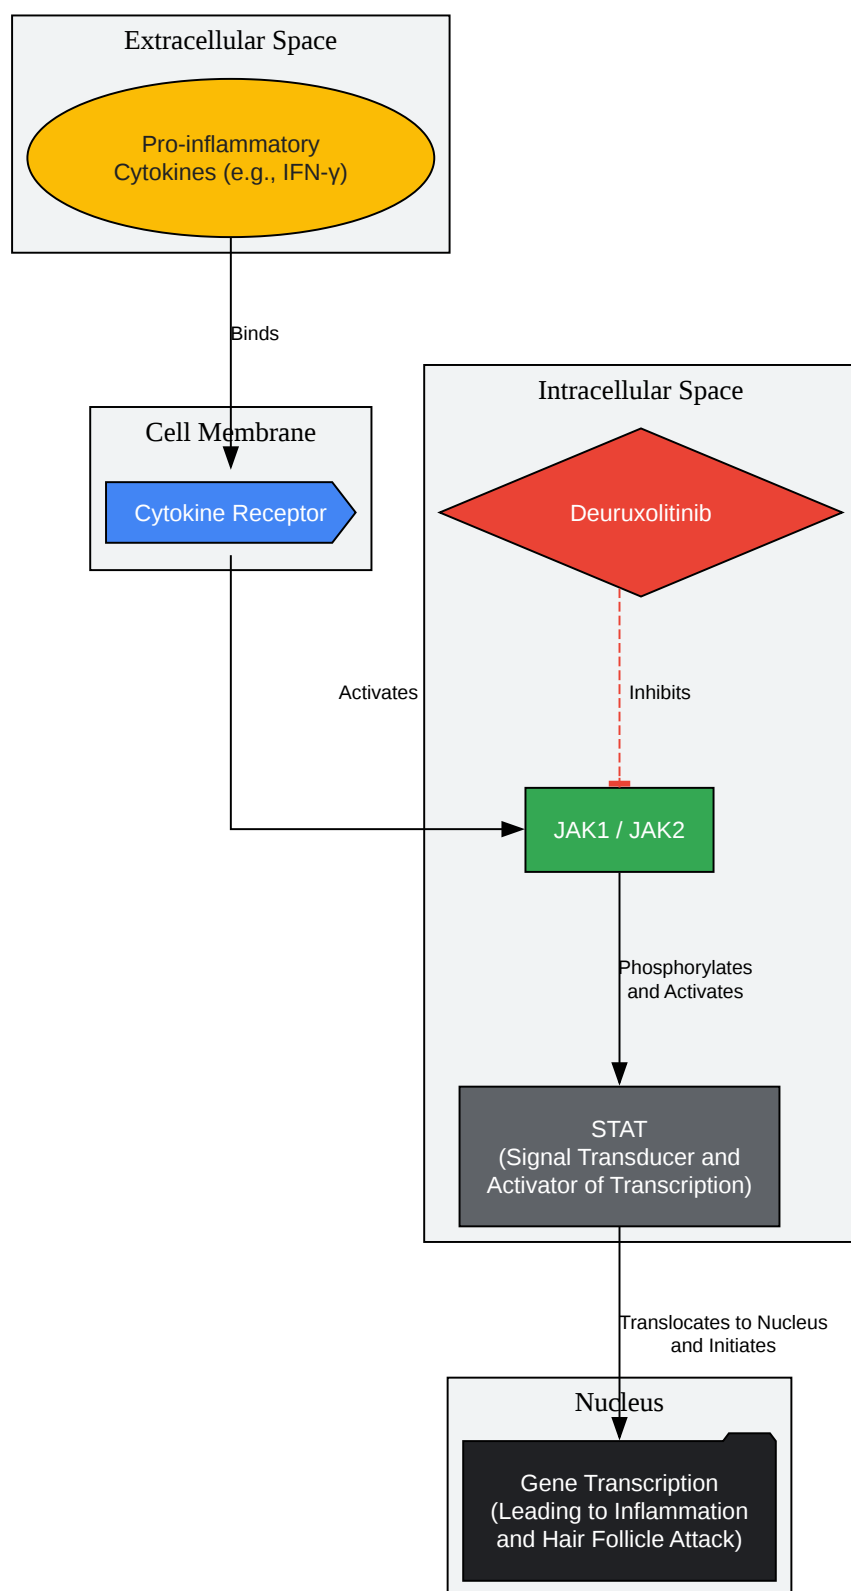 Extracellular Space
Pro-inflammatory
Cytokines (e.g., IFN-γ)
Binds
Cell Membrane
Cytokine Receptor
Intracellular Space
Deuruxolitinib
Activates
Inhibits
JAK1 / JAK2
Phosphorylates
and Activates
STAT
(Signal Transducer and
Activator of Transcription)
Translocates to Nucleus
and Initiates
Nucleus
Gene Transcription
(Leading to Inflammation
and Hair Follicle Attack)